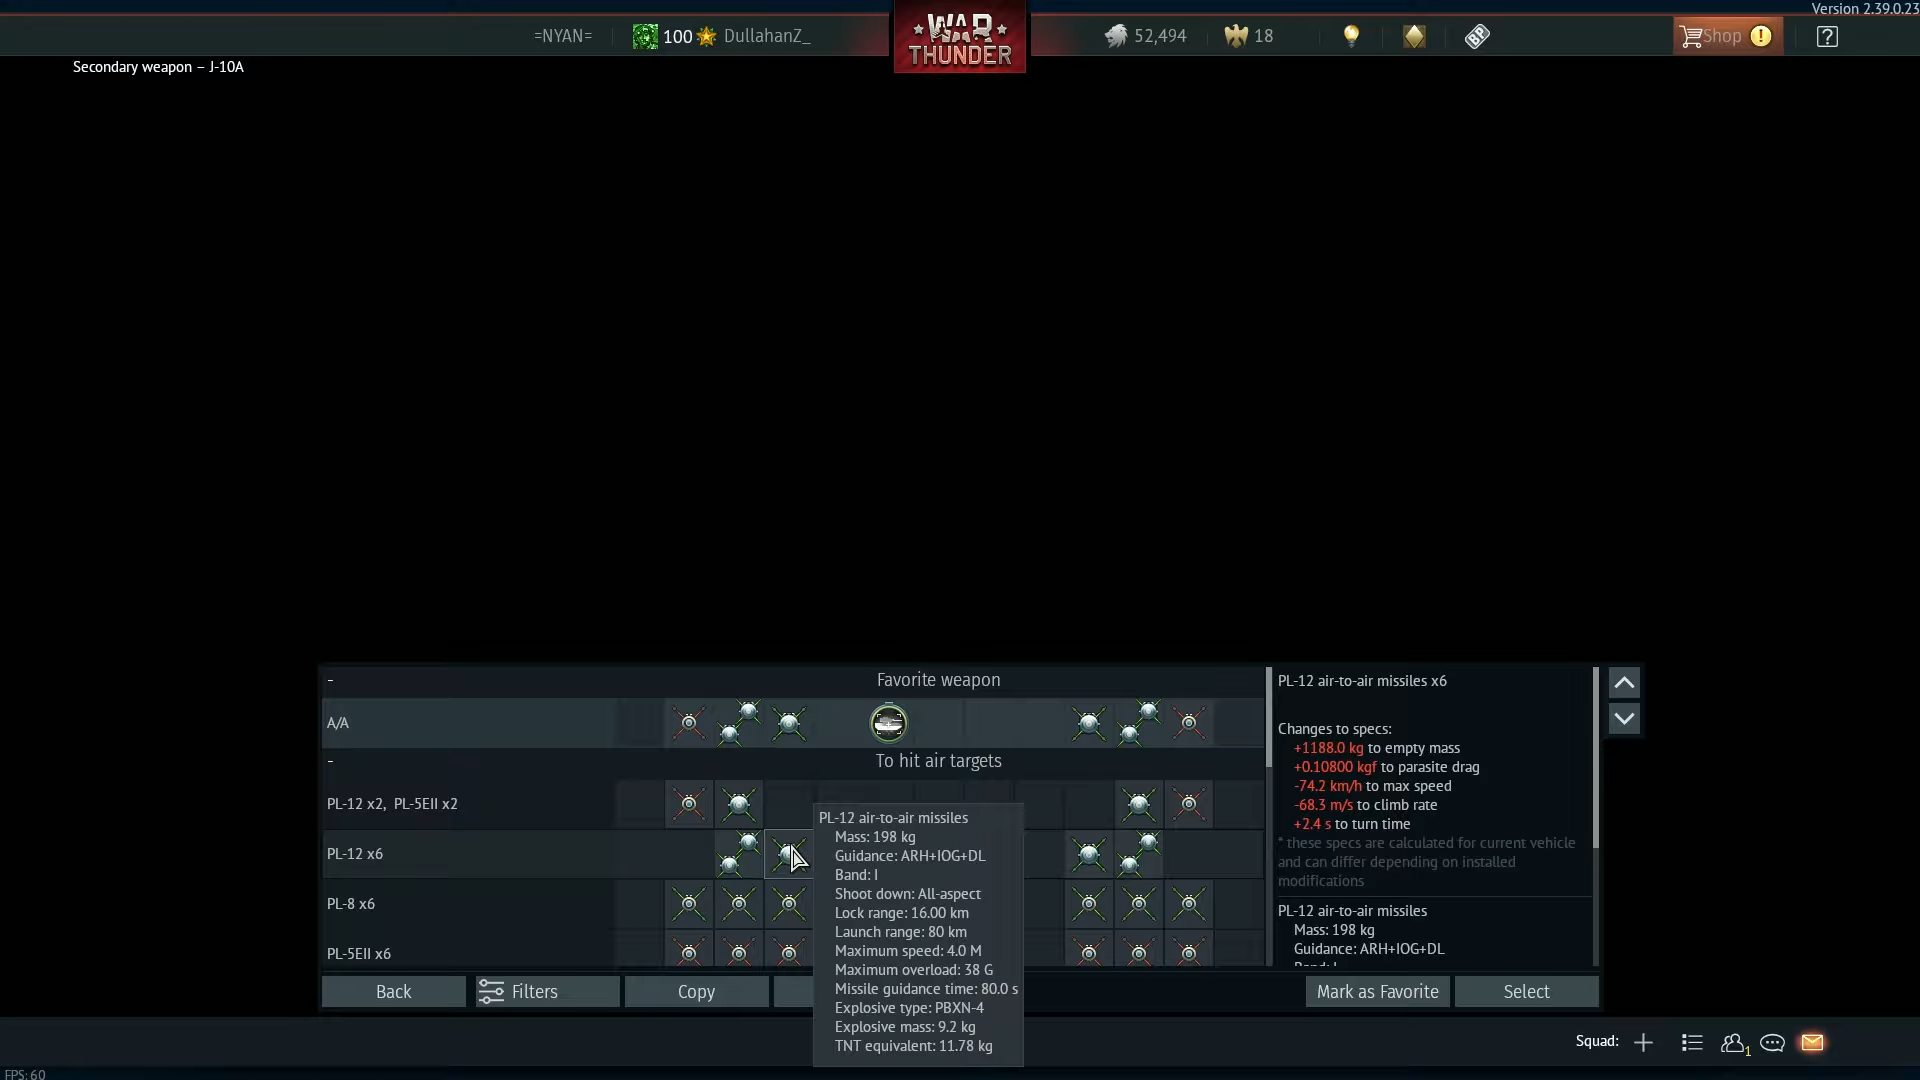 Version 2.39.0.23
=NYAN=
100
DullahanZ_
WAR
THUNDER
52,494
18
BP
Shop
!
?
Secondary weapon – J-10A
-
Favorite weapon
A/A
-
To hit air targets
PL-12 x2, PL-5EII x2
PL-12 x6
PL-8 x6
PL-5EII x6
PL-12 air-to-air missiles
Mass: 198 kg
Guidance: ARH+IOG+DL
Band: I
Shoot down: All-aspect
Lock range: 16.00 km
Launch range: 80 km
Maximum speed: 4.0 M
Maximum overload: 38 G
Missile guidance time: 80.0 s
Explosive type: PBXN-4
Explosive mass: 9.2 kg
TNT equivalent: 11.78 kg
PL-12 air-to-air missiles x6
Changes to specs:
+1188.0 kg to empty mass
+0.10800 kgf to parasite drag
-74.2 km/h to max speed
-68.3 m/s to climb rate
+2.4 s to turn time
* these specs are calculated for current vehicle
and can differ depending on installed
modifications
PL-12 air-to-air missiles
Mass: 198 kg
Guidance: ARH+IOG+DL
Band: I
Back
Filters
Copy
Mark as Favorite
Select
Squad:
1
FPS: 60